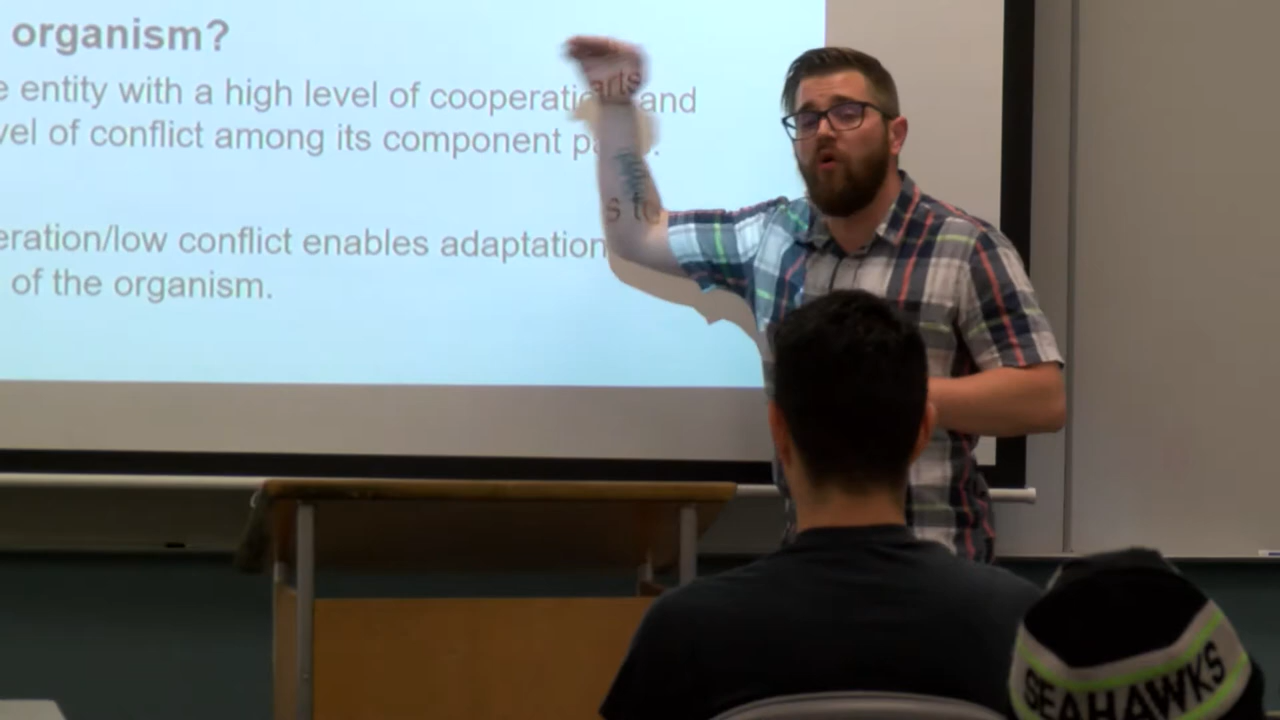 organism?
e entity with a high level of cooperation and
vel of conflict among its component parts.
eration/low conflict enables adaptation
of the organism.
SEAHAWKS